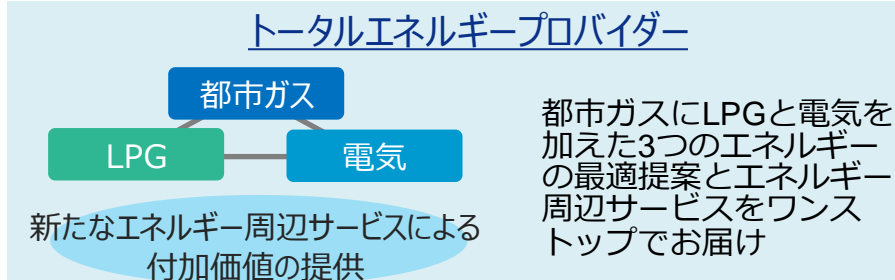 トータルエネルギープロバイダー
都市ガス
LPG
電気
新たなエネルギー周辺サービスによる
付加価値の提供
都市ガスにLPGと電気を
加えた3つのエネルギー
の最適提案とエネルギー
周辺サービスをワンス
トップでお届け